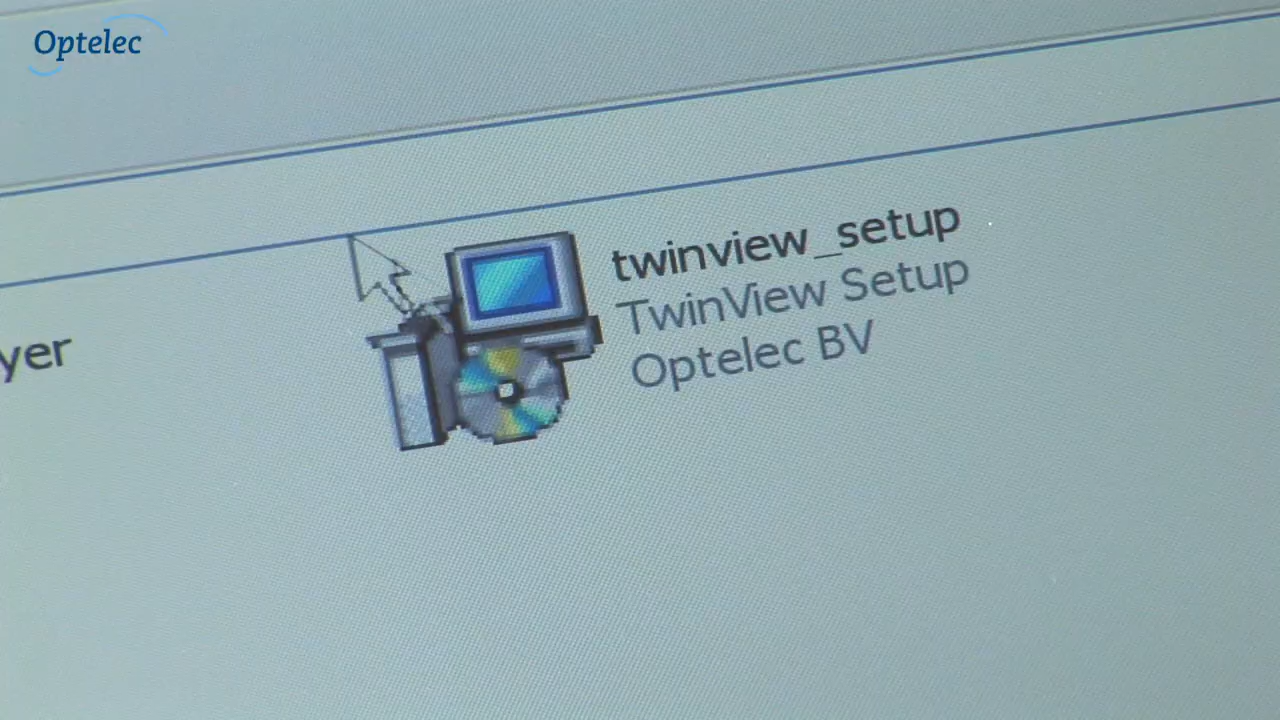 Optelec
twinview_setup
TwinView Setup
Optelec BV
yer